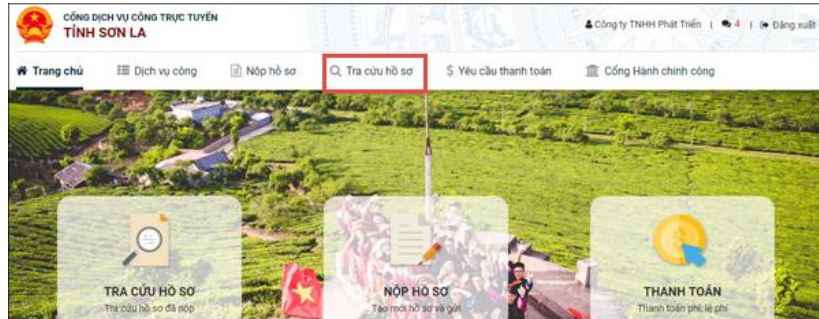 CỔNG DỊCH VỤ CÔNG TRỰC TUYẾN
TỈNH SƠN LA
Công ty TNHH Phát Triển | 4 | Đăng xuất
Trang chủ Dịch vụ công Nộp hồ sơ Tra cứu hồ sơ $ Yêu cầu thanh toán Cổng Hành chính công
TRA CỨU HỒ SƠ NỘP HỒ SƠ THANH TOÁN
Tra cứu hồ sơ đã nộp Tạo mới hồ sơ và gửi Thanh toán phí, lệ phí